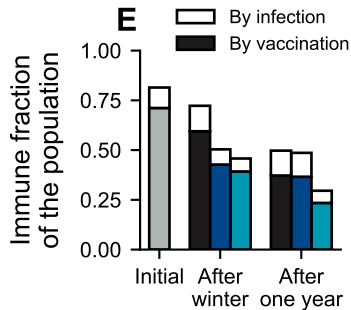 E
By infection
By vaccination
Immune fraction
of the population
1.00
0.75
0.50
0.25
0.00
Initial
After
winter
After
one year